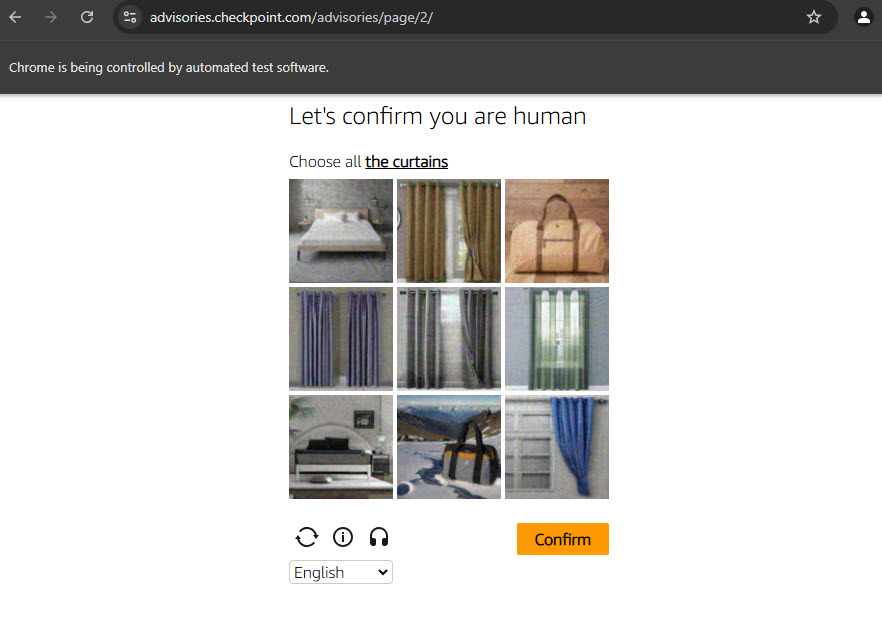 advisories.checkpoint.com/advisories/page/2/
Chrome is being controlled by automated test software.
Let's confirm you are human
Choose all the curtains
Confirm
English